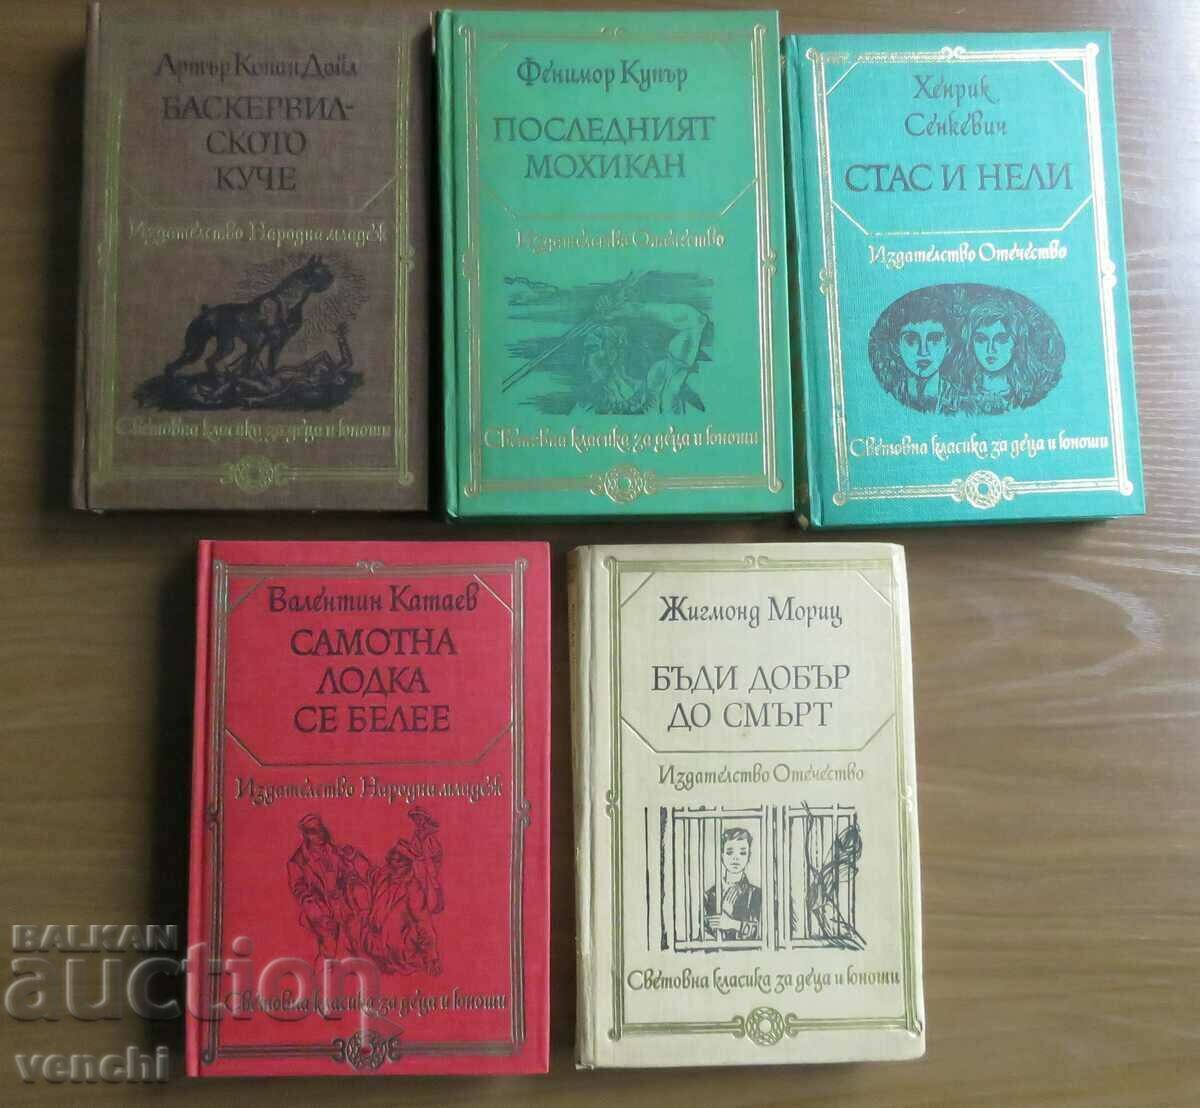 Артър Конан Дойл
БАСКЕРВИЛ-
СКОТО
КУЧЕ
Издателство Народна младеж
Световна класика за деца и юноши
Фенимор Купър
ПОСЛЕДНИЯТ
МОХИКАН
Издателство Отечество
Световна класика за деца и юноши
Хенрик
Сенкевич
СТАС И НЕЛИ
Издателство Отечество
Световна класика за деца и юноши
Валентин Катаев
САМОТНА
ЛОДКА
СЕ БЕЛЕЕ
Издателство Народна младеж
Световна класика за деца и юноши
Жигмонд Мориц
БЪДИ ДОБЪР
ДО СМЪРТ
Издателство Отечество
Световна класика за деца и юноши
BALKAN
auction
venchi